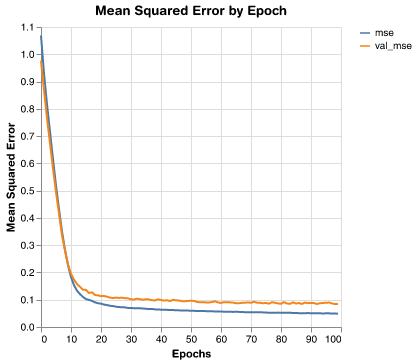 Mean Squared Error by Epoch
mse
val_mse
1.1
1.0
0.9
0.8
0.7
0.6
0.5
0.4
0.3
0.2
0.1
0.0
Mean Squared Error
0 10 20 30 40 50 60 70 80 90 100
Epochs